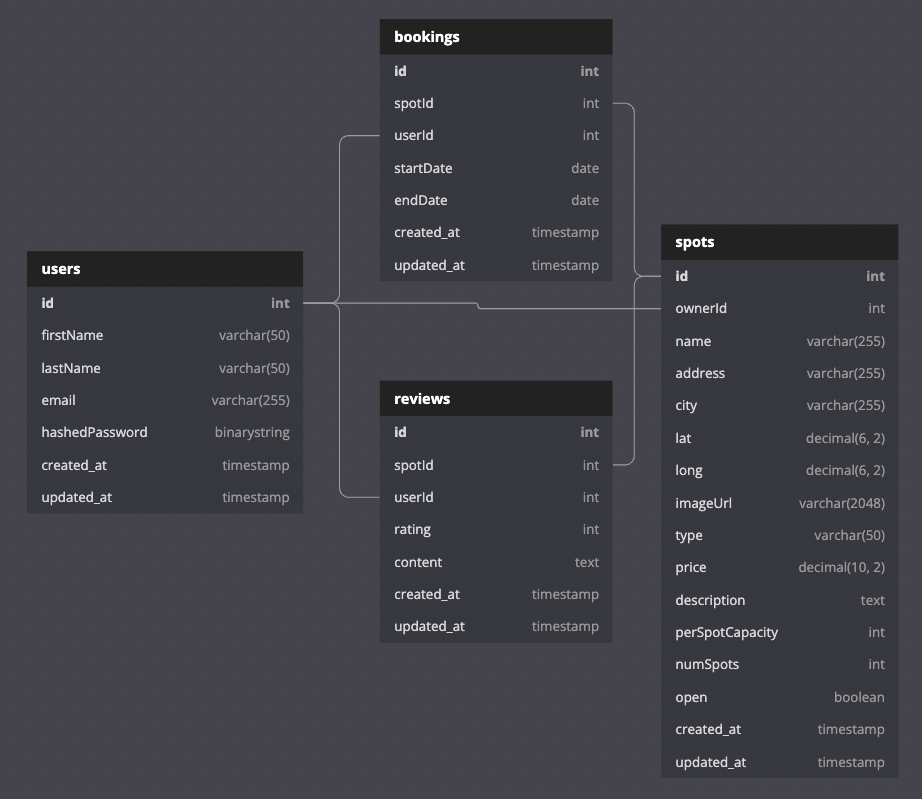 bookings
id int
spotId int
userId int
startDate date
endDate date
created_at timestamp
updated_at timestamp
users
id int
firstName varchar(50)
lastName varchar(50)
email varchar(255)
hashedPassword binarystring
created_at timestamp
updated_at timestamp
reviews
id int
spotId int
userId int
rating int
content text
created_at timestamp
updated_at timestamp
spots
id int
ownerId int
name varchar(255)
address varchar(255)
city varchar(255)
lat decimal(6, 2)
long decimal(6, 2)
imageUrl varchar(2048)
type varchar(50)
price decimal(10, 2)
description text
perSpotCapacity int
numSpots int
open boolean
created_at timestamp
updated_at timestamp